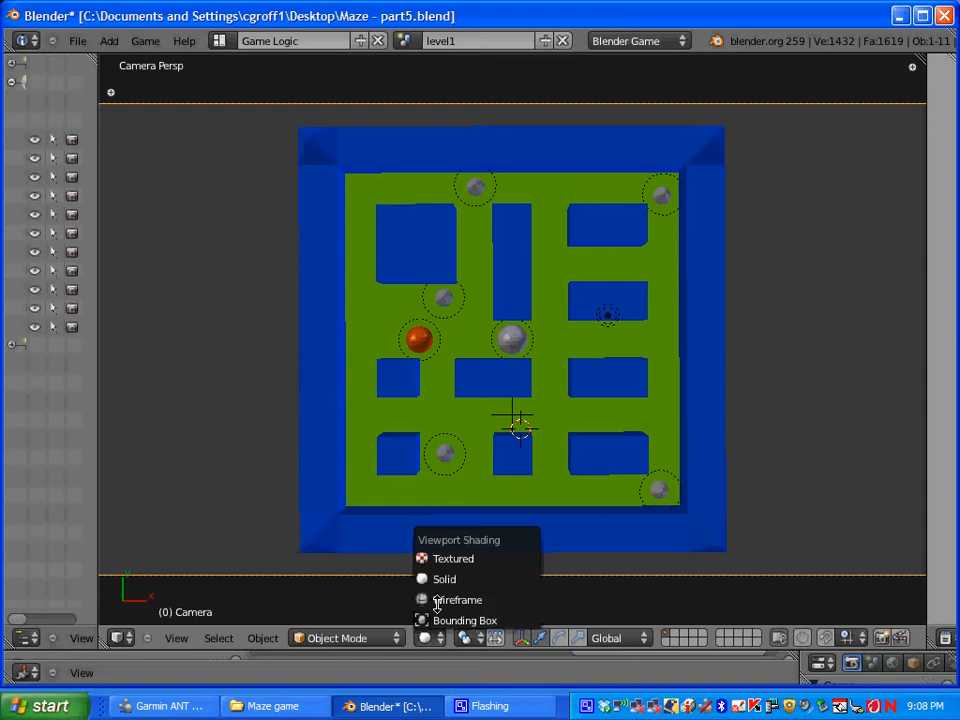 Blender* [C:\Documents and Settings\cgroff1\Desktop\Maze - part5.blend]
File Add Game Help Game Logic level1 Blender Game blender.org 259 | Ve:1432 | Fa:1619 | Ob:1-11
Camera Persp
Viewport Shading
Textured
Solid
Wireframe
Bounding Box
y
x
(0) Camera
View Select Object Object Mode Global
View
start Garmin ANT ... Maze game Blender* [C:\... Flashing 9:08 PM